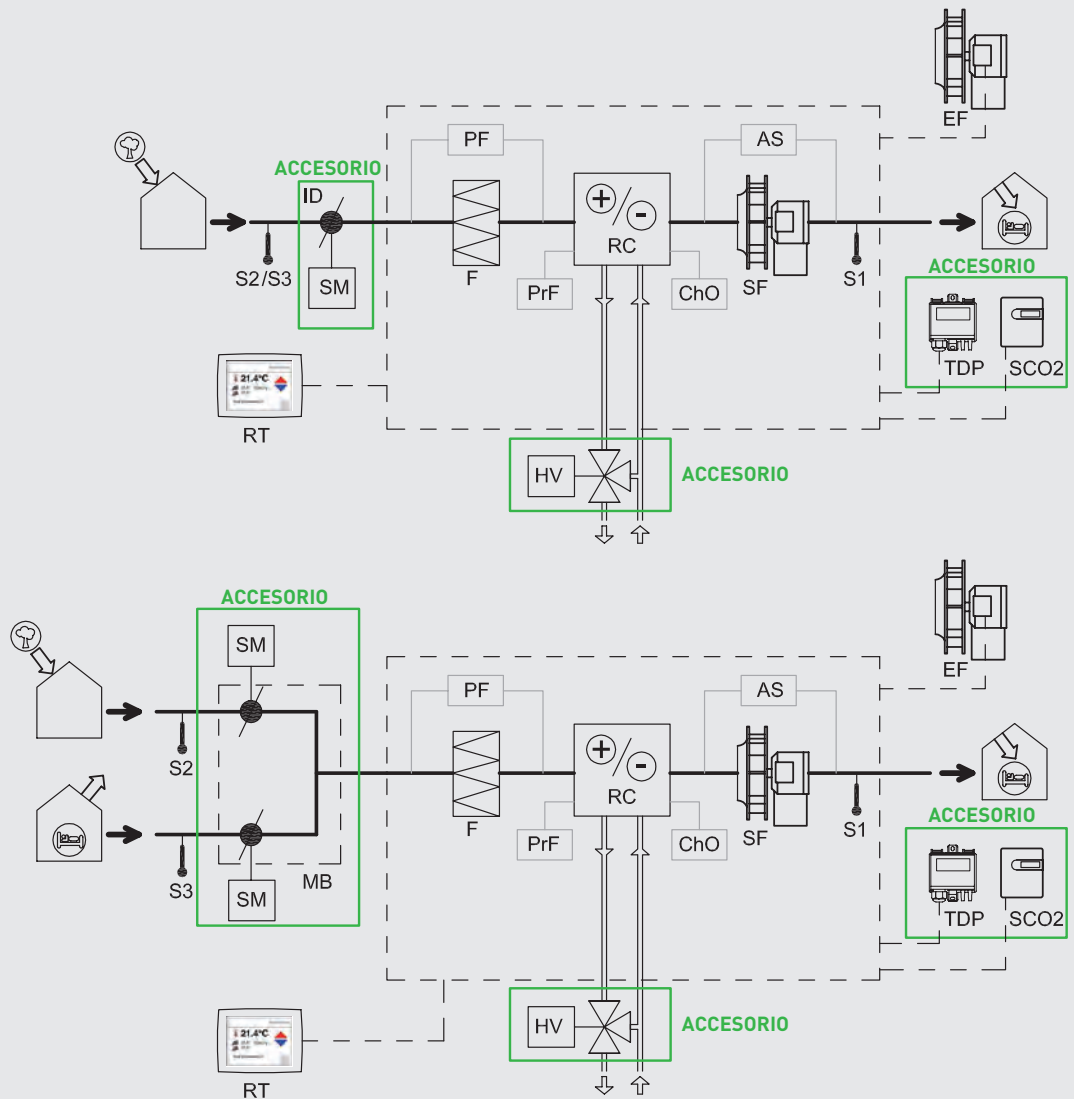 EF
PF
AS
ACCESORIO
ID
+/-
RC
S2/S3
SM
F
PrF
ChO
SF
S1
ACCESORIO
TDP
SCO2
21.4°C
RT
HV
ACCESORIO
ACCESORIO
EF
SM
PF
AS
+/-
RC
S2
F
PrF
ChO
SF
S1
ACCESORIO
S3
SM
MB
TDP
SCO2
21.4°C
RT
HV
ACCESORIO